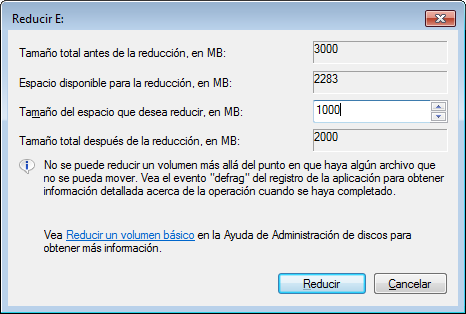 Reducir E:
Tamaño total antes de la reducción, en MB: 3000
Espacio disponible para la reducción, en MB: 2283
Tamaño del espacio que desea reducir, en MB: 1000
Tamaño total después de la reducción, en MB: 2000
No se puede reducir un volumen más allá del punto en que haya algún archivo que
no se pueda mover. Vea el evento "defrag" del registro de la aplicación para obtener
información detallada acerca de la operación cuando se haya completado.
Vea Reducir un volumen básico en la Ayuda de Administración de discos para
obtener más información.
Reducir Cancelar